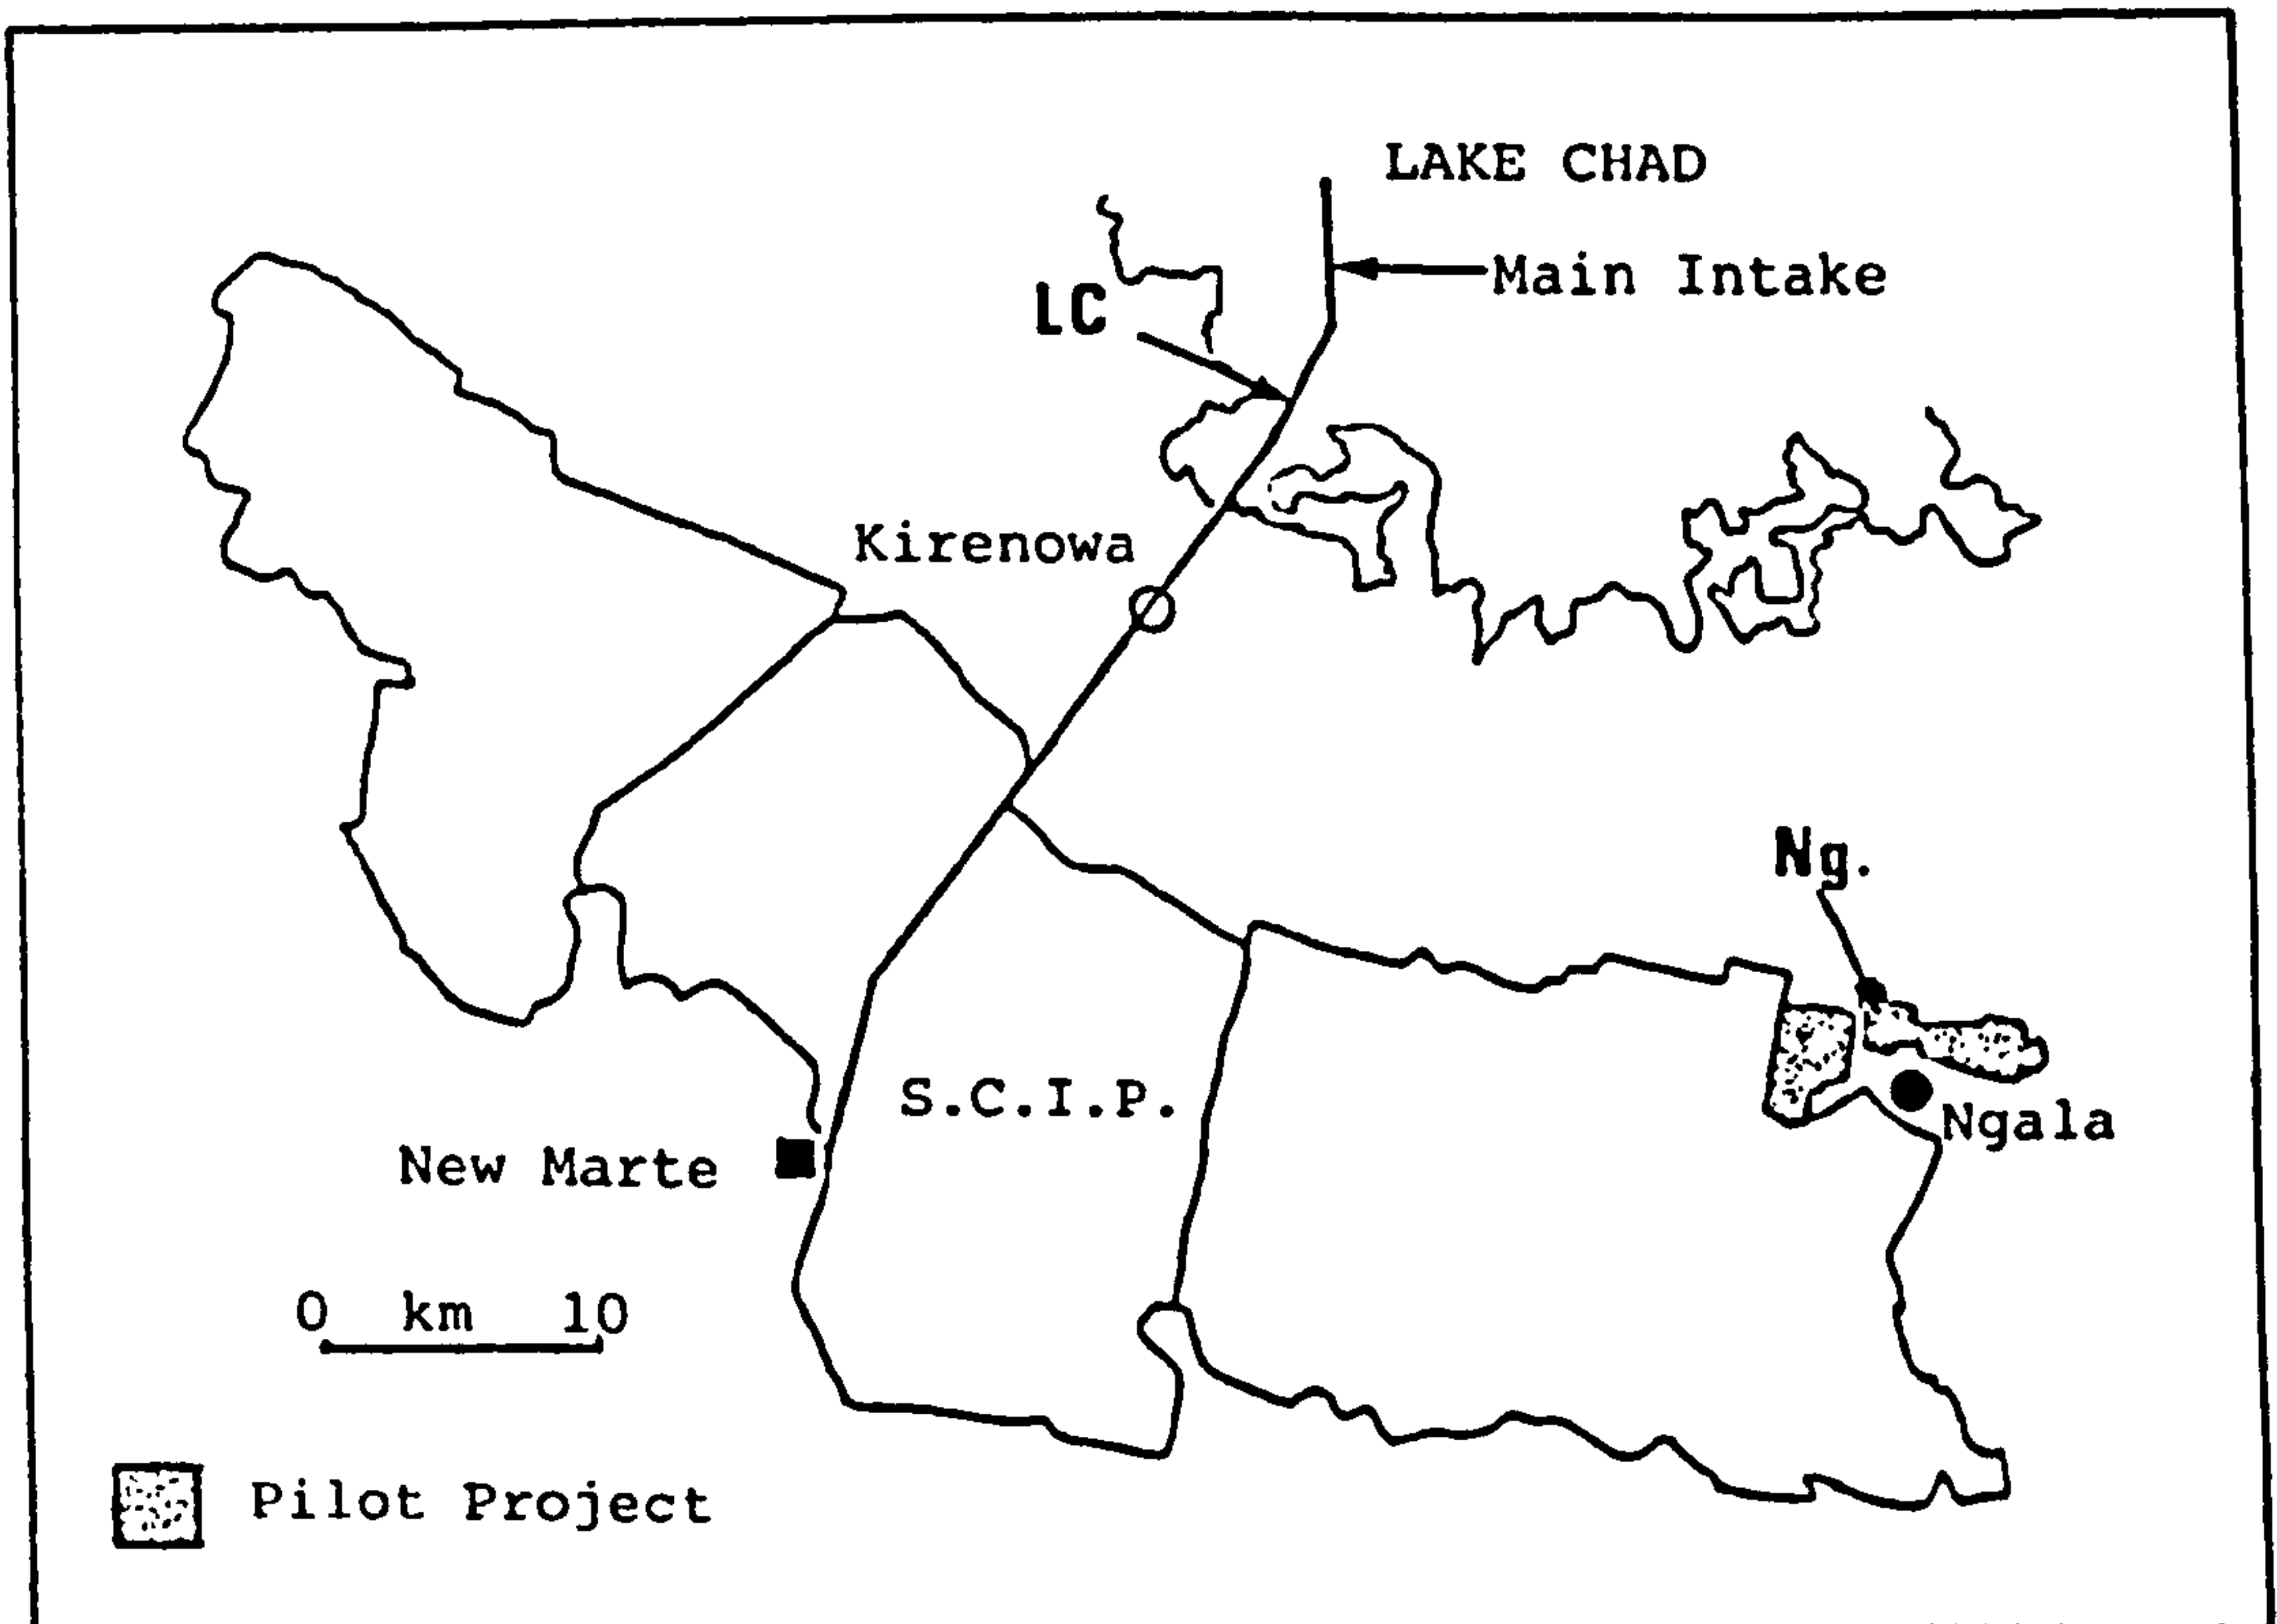 LAKE CHAD
Main Intake
LC
Kirenowa
Ng.
S.C.I.P.
Ngala
New Marte
0 km 10
Pilot Project